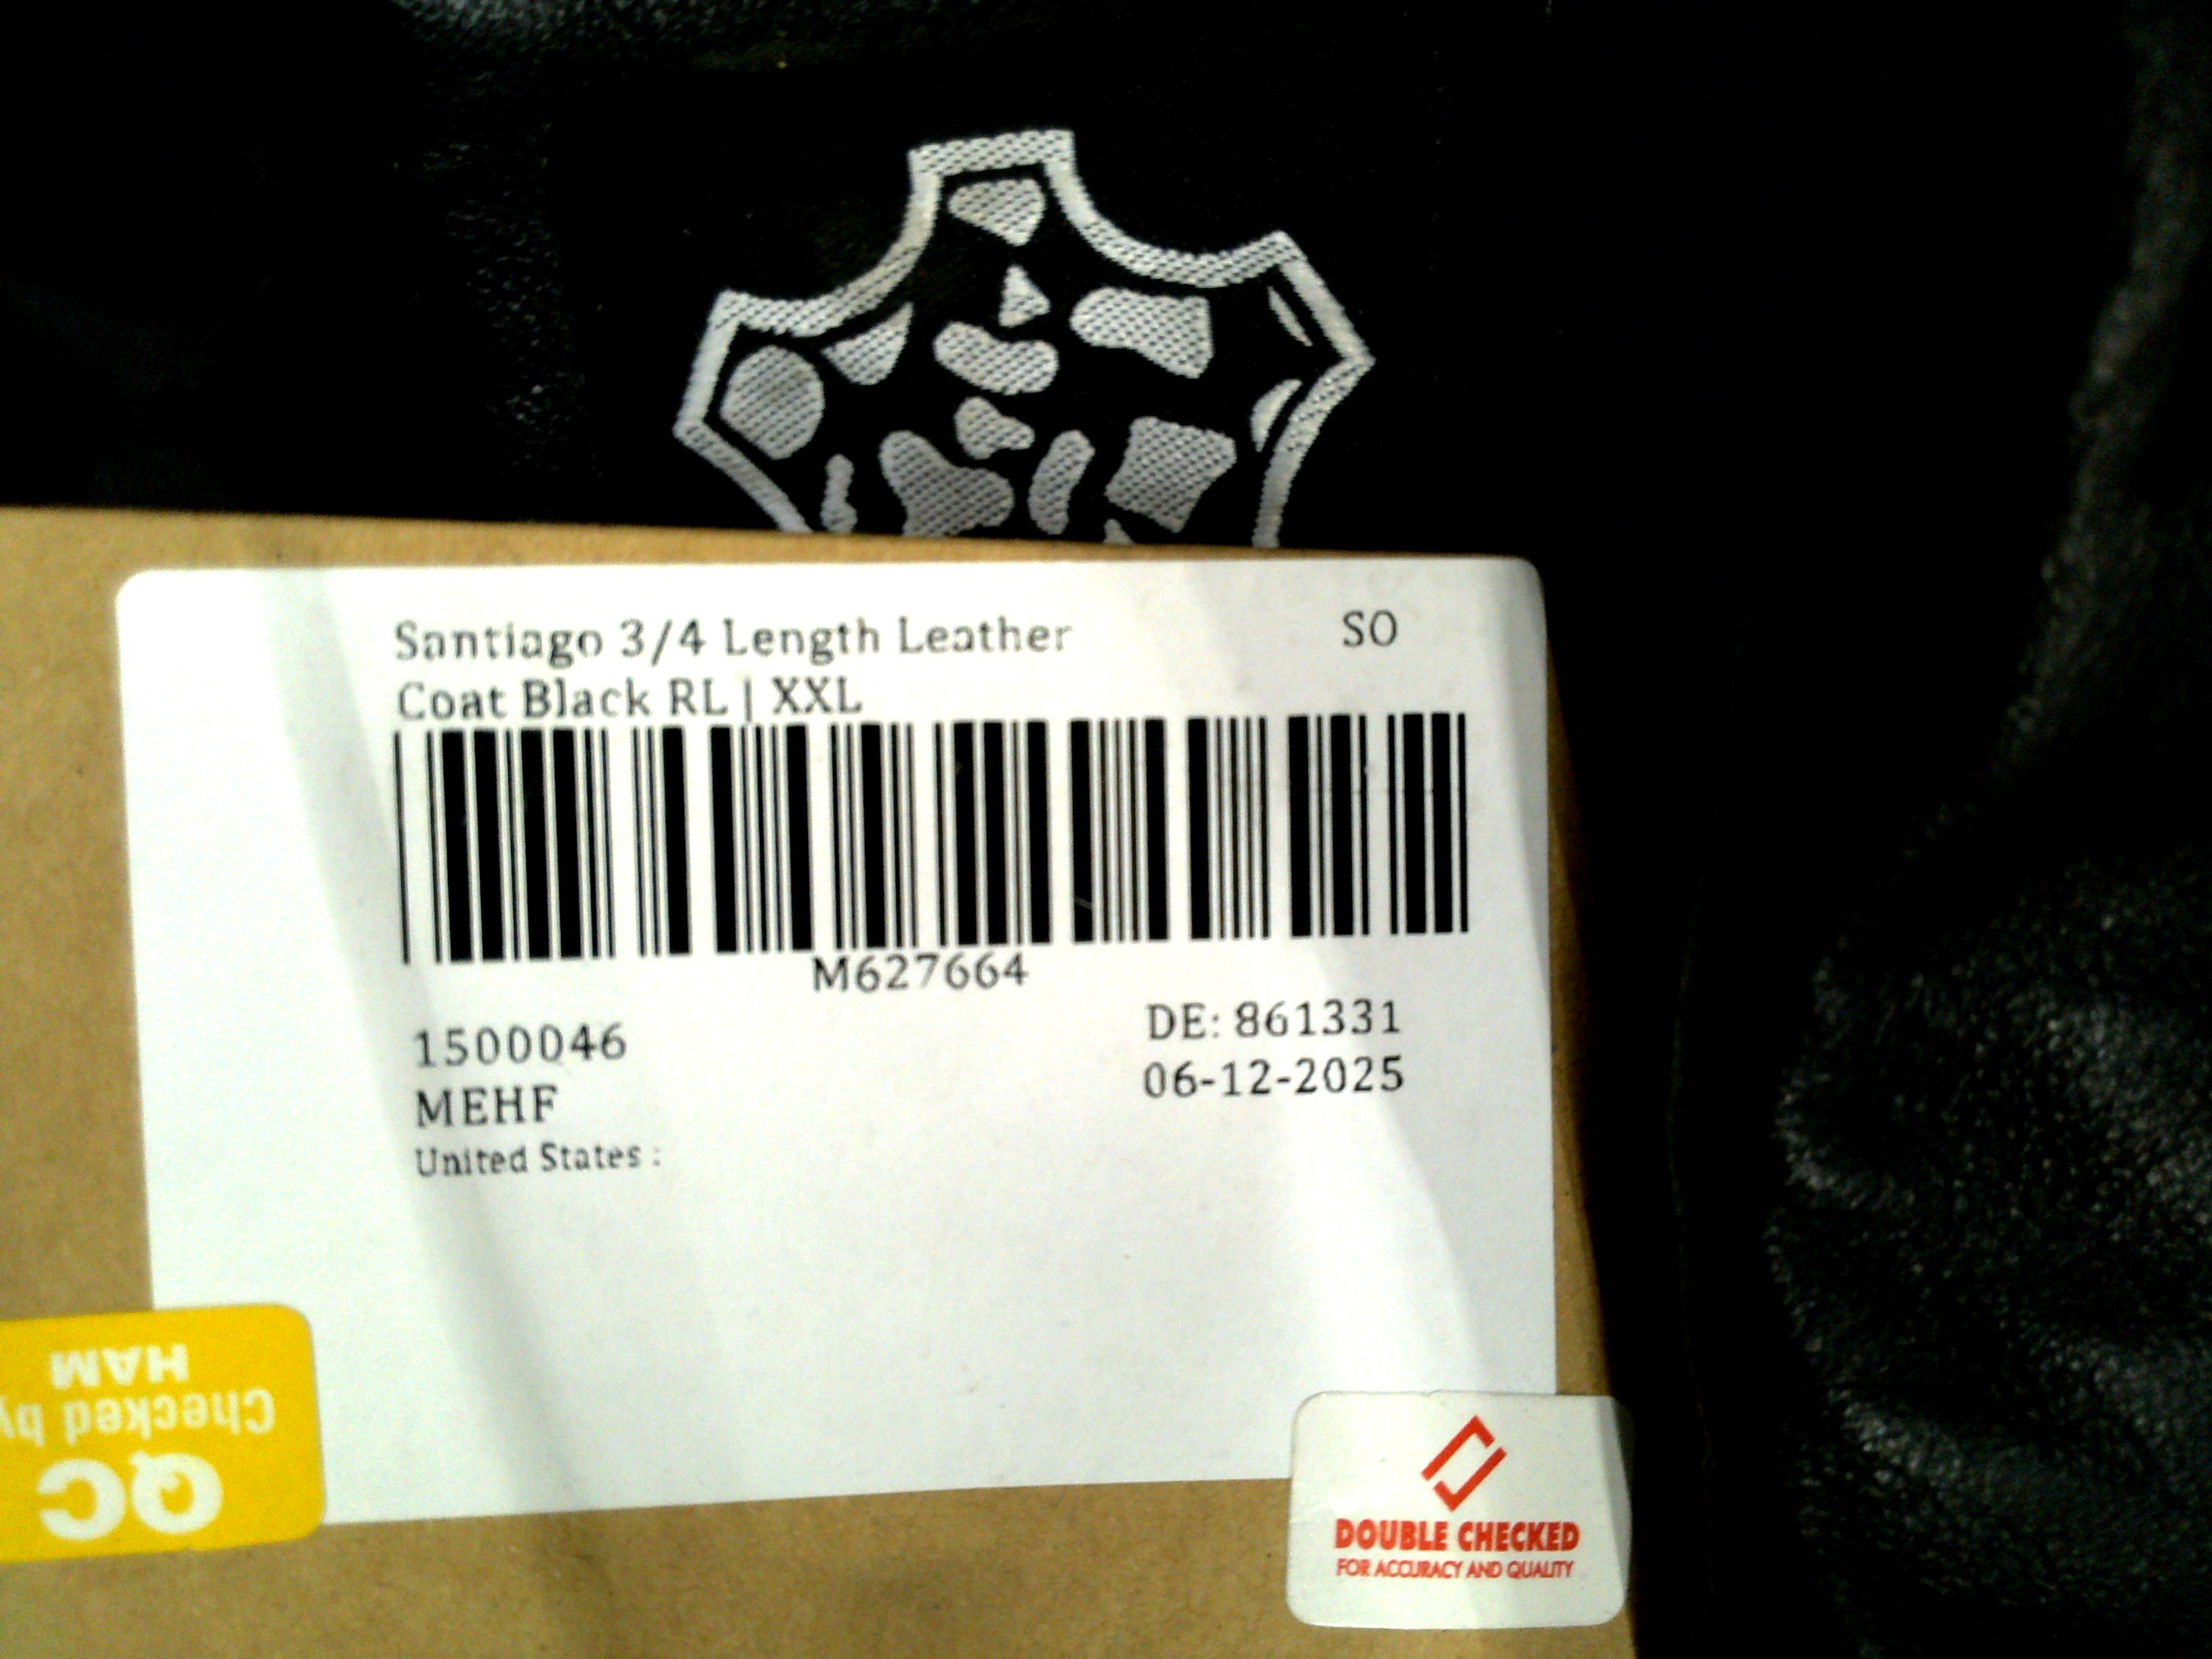 Santiago 3/4 Length Leather SO
Coat Black RL | XXL
M627664
1500046 DE: 861331
MEHF 06-12-2025
United States :
QC
Checked by
HAM
DOUBLE CHECKED
FOR ACCURACY AND QUALITY